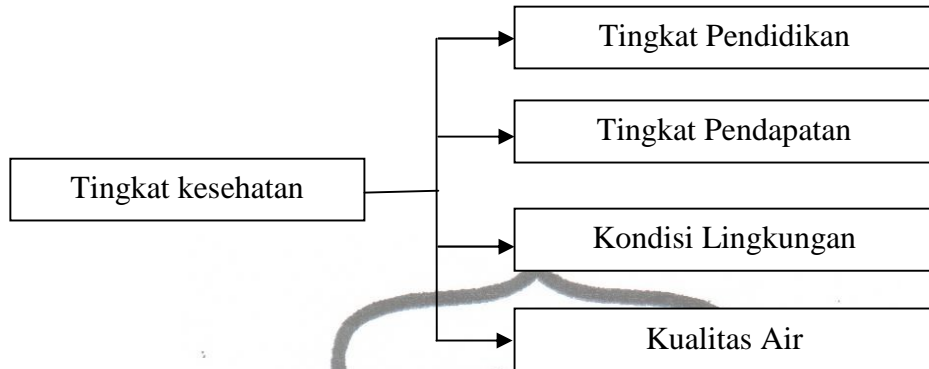 Tingkat Pendidikan
Tingkat Pendapatan
Tingkat kesehatan
Kondisi Lingkungan
Kualitas Air